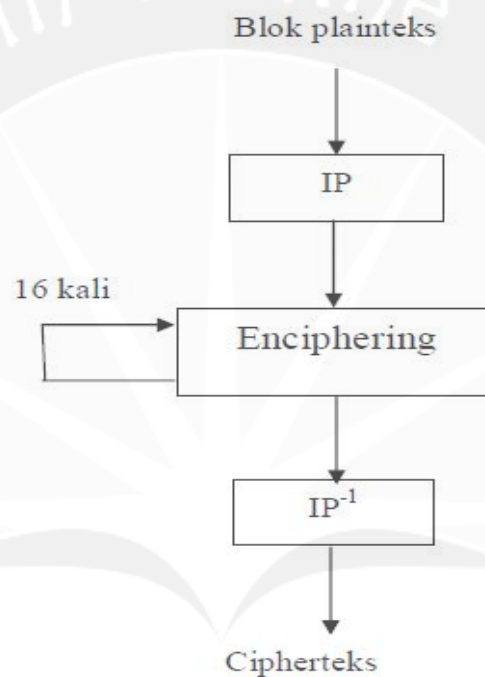 Blok plainteks
IP
16 kali
Enciphering
IP⁻¹
Cipherteks